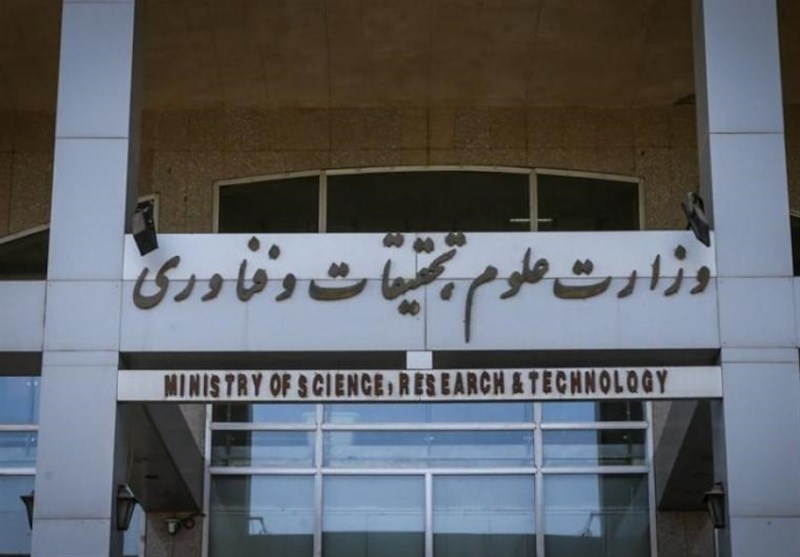 وزارت علوم، تحقیقات و فناوری
MINISTRY OF SCIENCE, RESEARCH & TECHNOLOGY